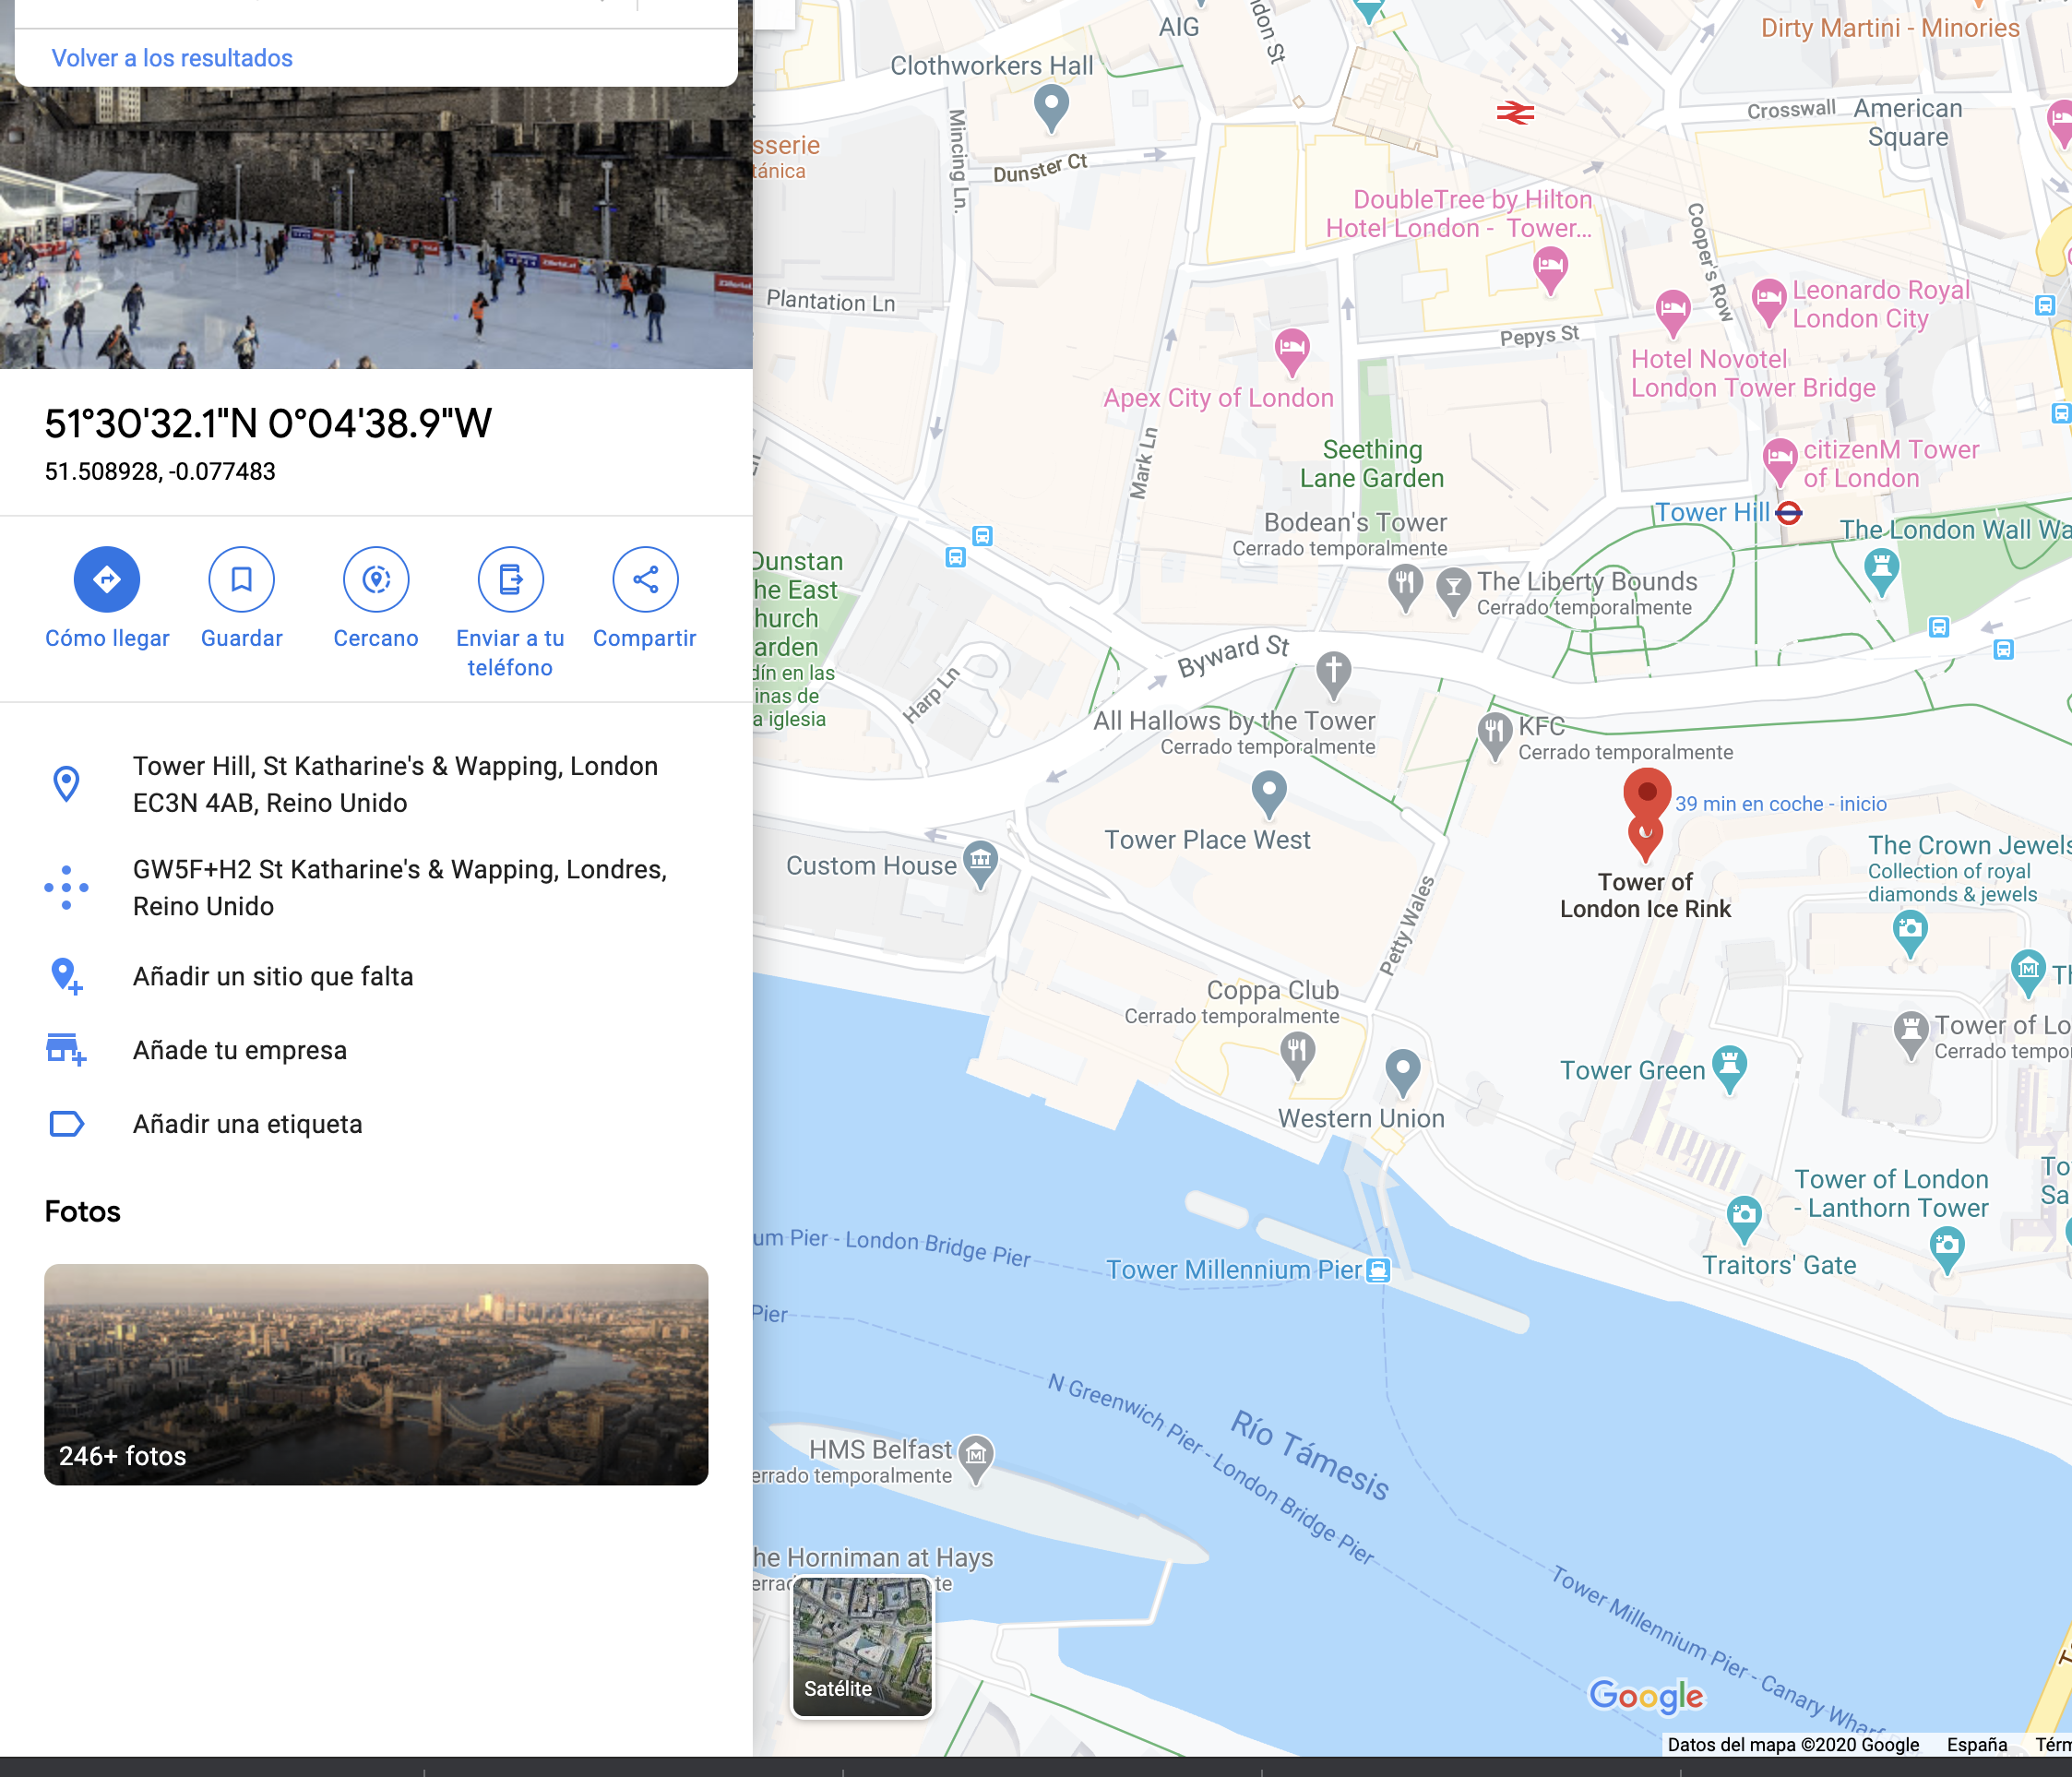 Volver a los resultados
51°30'32.1"N 0°04'38.9"W
51.508928, -0.077483
Cómo llegar
Guardar
Cercano
Enviar a tu
teléfono
Compartir
Tower Hill, St Katharine's & Wapping, London
EC3N 4AB, Reino Unido
GW5F+H2 St Katharine's & Wapping, Londres,
Reino Unido
Añadir un sitio que falta
Añade tu empresa
Añadir una etiqueta
Fotos
246+ fotos
AIG
Dirty Martini - Minories
Clothworkers Hall
Crosswall
American
Square
Mincing Ln.
Dunster Ct
sserie
tánica
DoubleTree by Hilton
Hotel London - Tower...
Cooper's Row
Plantation Ln
Leonardo Royal
London City
Pepys St
Hotel Novotel
London Tower Bridge
Apex City of London
Mark Ln
Seething
Lane Garden
citizenM Tower
of London
Tower Hill
The London Wall Wa
Bodean's Tower
Cerrado temporalmente
The Liberty Bounds
Cerrado temporalmente
Dunstan
he East
hurch
arden
dín en las
inas de
a iglesia
Byward St
Harp Ln
All Hallows by the Tower
Cerrado temporalmente
KFC
Cerrado temporalmente
39 min en coche - inicio
Tower Place West
Tower of
London Ice Rink
The Crown Jewels
Collection of royal
diamonds & jewels
Custom House
Petty Wales
Coppa Club
Cerrado temporalmente
Tower of Lo
Cerrado tempo
Tower Green
Western Union
Tower of London
- Lanthorn Tower
To
Sa
Traitors' Gate
um Pier - London Bridge Pier
Tower Millennium Pier
Pier
N Greenwich Pier - London Bridge Pier
Río Támesis
HMS Belfast
errado temporalmente
he Horniman at Hays
errad te
Tower Millennium Pier - Canary Wharf
Satélite
Google
Datos del mapa ©2020 Google España Térm